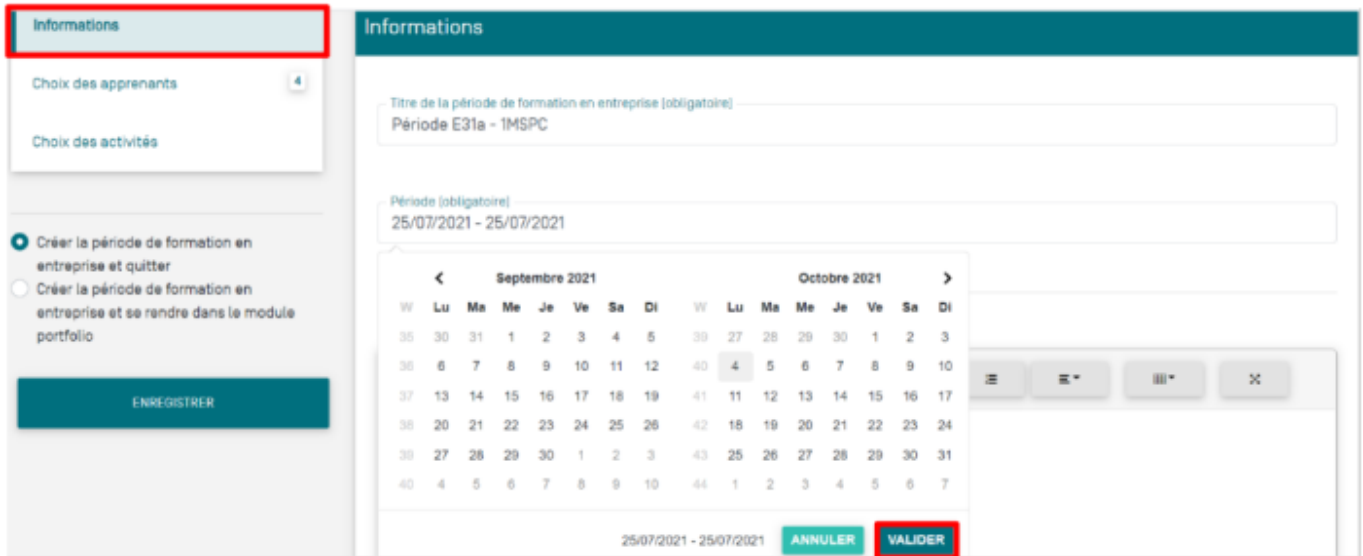 Informations
Choix des apprenants 4
Choix des activités
Créer la période de formation en
entreprise et quitter
Créer la période de formation en
entreprise et se rendre dans le module
portfolio
ENREGISTRER
Informations
Titre de la période de formation en entreprise (obligatoire)
Période E31a - 1MSPC
Période (obligatoire)
25/07/2021 - 25/07/2021
Septembre 2021
W Lu Ma Me Je Ve Sa Di
35 30 31 1 2 3 4 5
36 6 7 8 9 10 11 12
37 13 14 15 16 17 18 19
38 20 21 22 23 24 25 26
39 27 28 29 30 1 2 3
40 4 5 6 7 8 9 10
Octobre 2021
W Lu Ma Me Je Ve Sa Di
39 27 28 29 30 1 2 3
40 4 5 6 7 8 9 10
41 11 12 13 14 15 16 17
42 18 19 20 21 22 23 24
43 25 26 27 28 29 30 31
44 1 2 3 4 5 6 7
25/07/2021 - 25/07/2021 ANNULER VALIDER